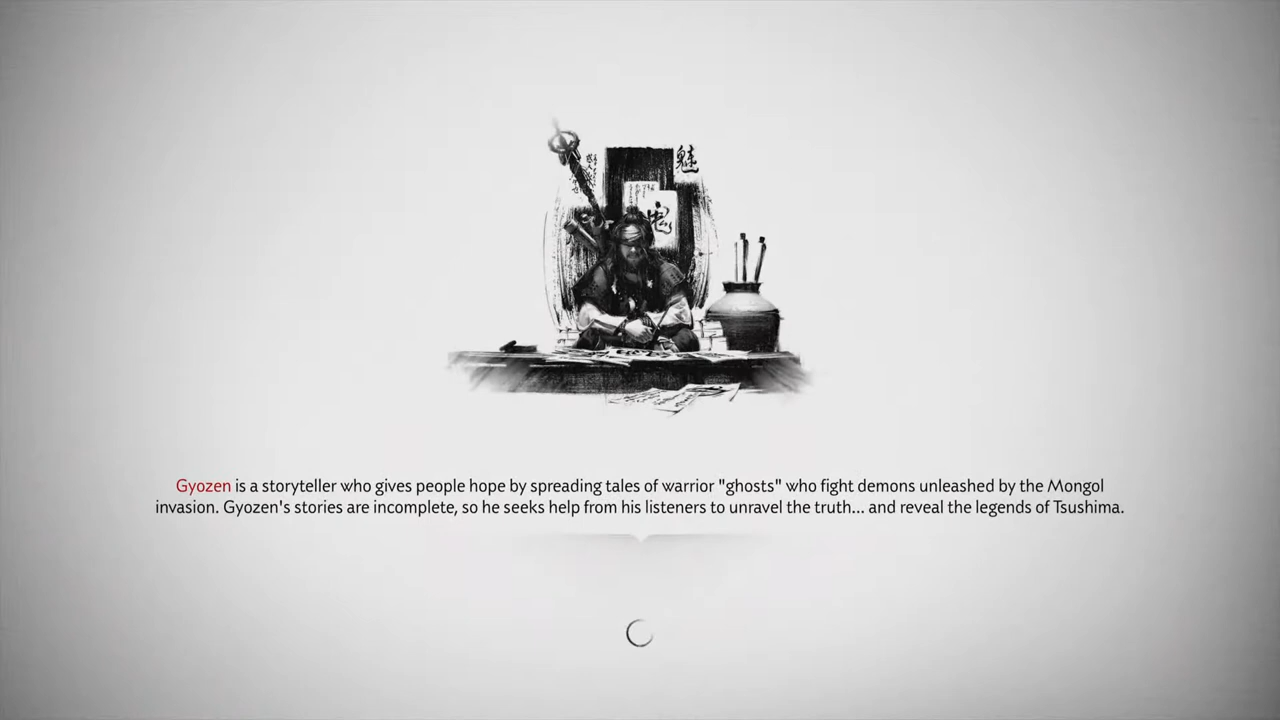 魅
鬼
Gyozen is a storyteller who gives people hope by spreading tales of warrior "ghosts" who fight demons unleashed by the Mongol
invasion. Gyozen's stories are incomplete, so he seeks help from his listeners to unravel the truth... and reveal the legends of Tsushima.